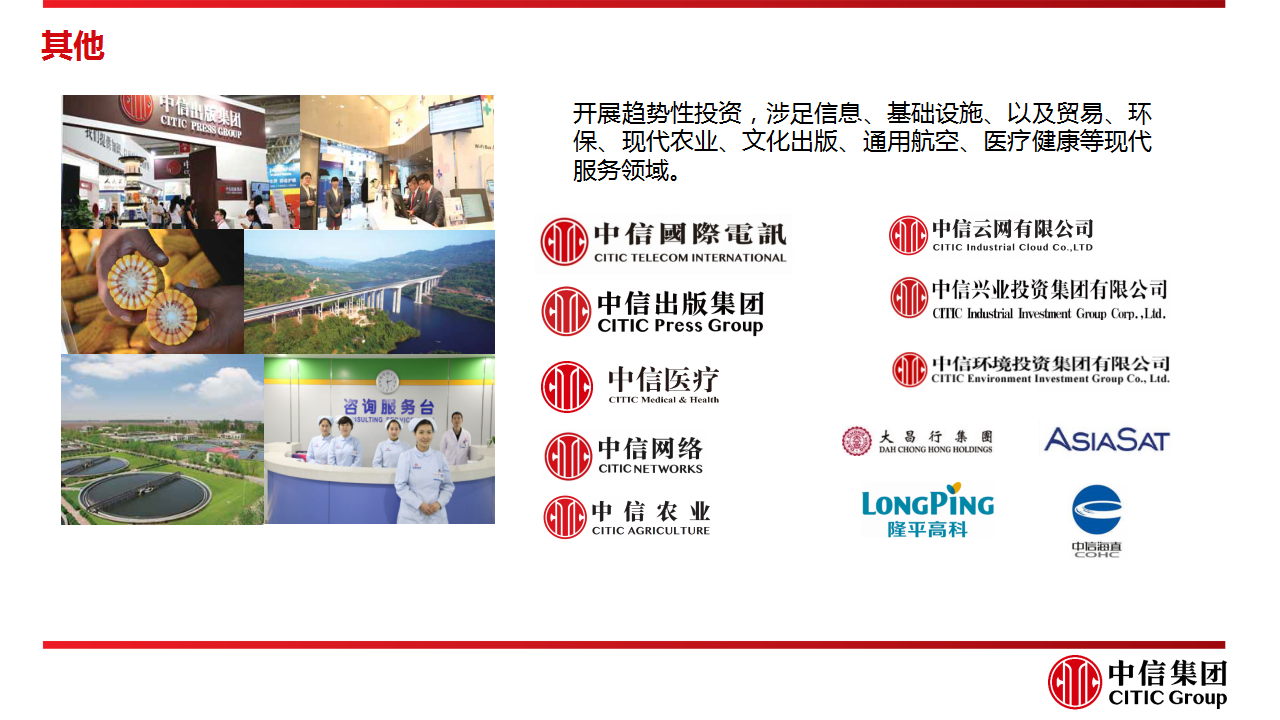 其他
中信出版集团
CITIC PRESS GROUP
咨询服务台
开展趋势性投资，涉足信息、基础设施、以及贸易、环
保、现代农业、文化出版、通用航空、医疗健康等现代
服务领域。
中信國際電訊
CITIC TELECOM INTERNATIONAL
中信出版集团
CITIC Press Group
中信医疗
CITIC Medical & Health
中信网络
CITIC NETWORKS
中信农业
CITIC AGRICULTURE
中信云网有限公司
CITIC Industrial Cloud Co.,LTD
中信兴业投资集团有限公司
CITIC Industrial Investment Group Corp.,Ltd.
中信环境投资集团有限公司
CITIC Environment Investment Group Co., Ltd.
大昌行集團
DAH CHONG HONG HOLDINGS
ASIASAT
LONGPING
隆平高科
中信海直
COHC
中信集团
CITIC Group